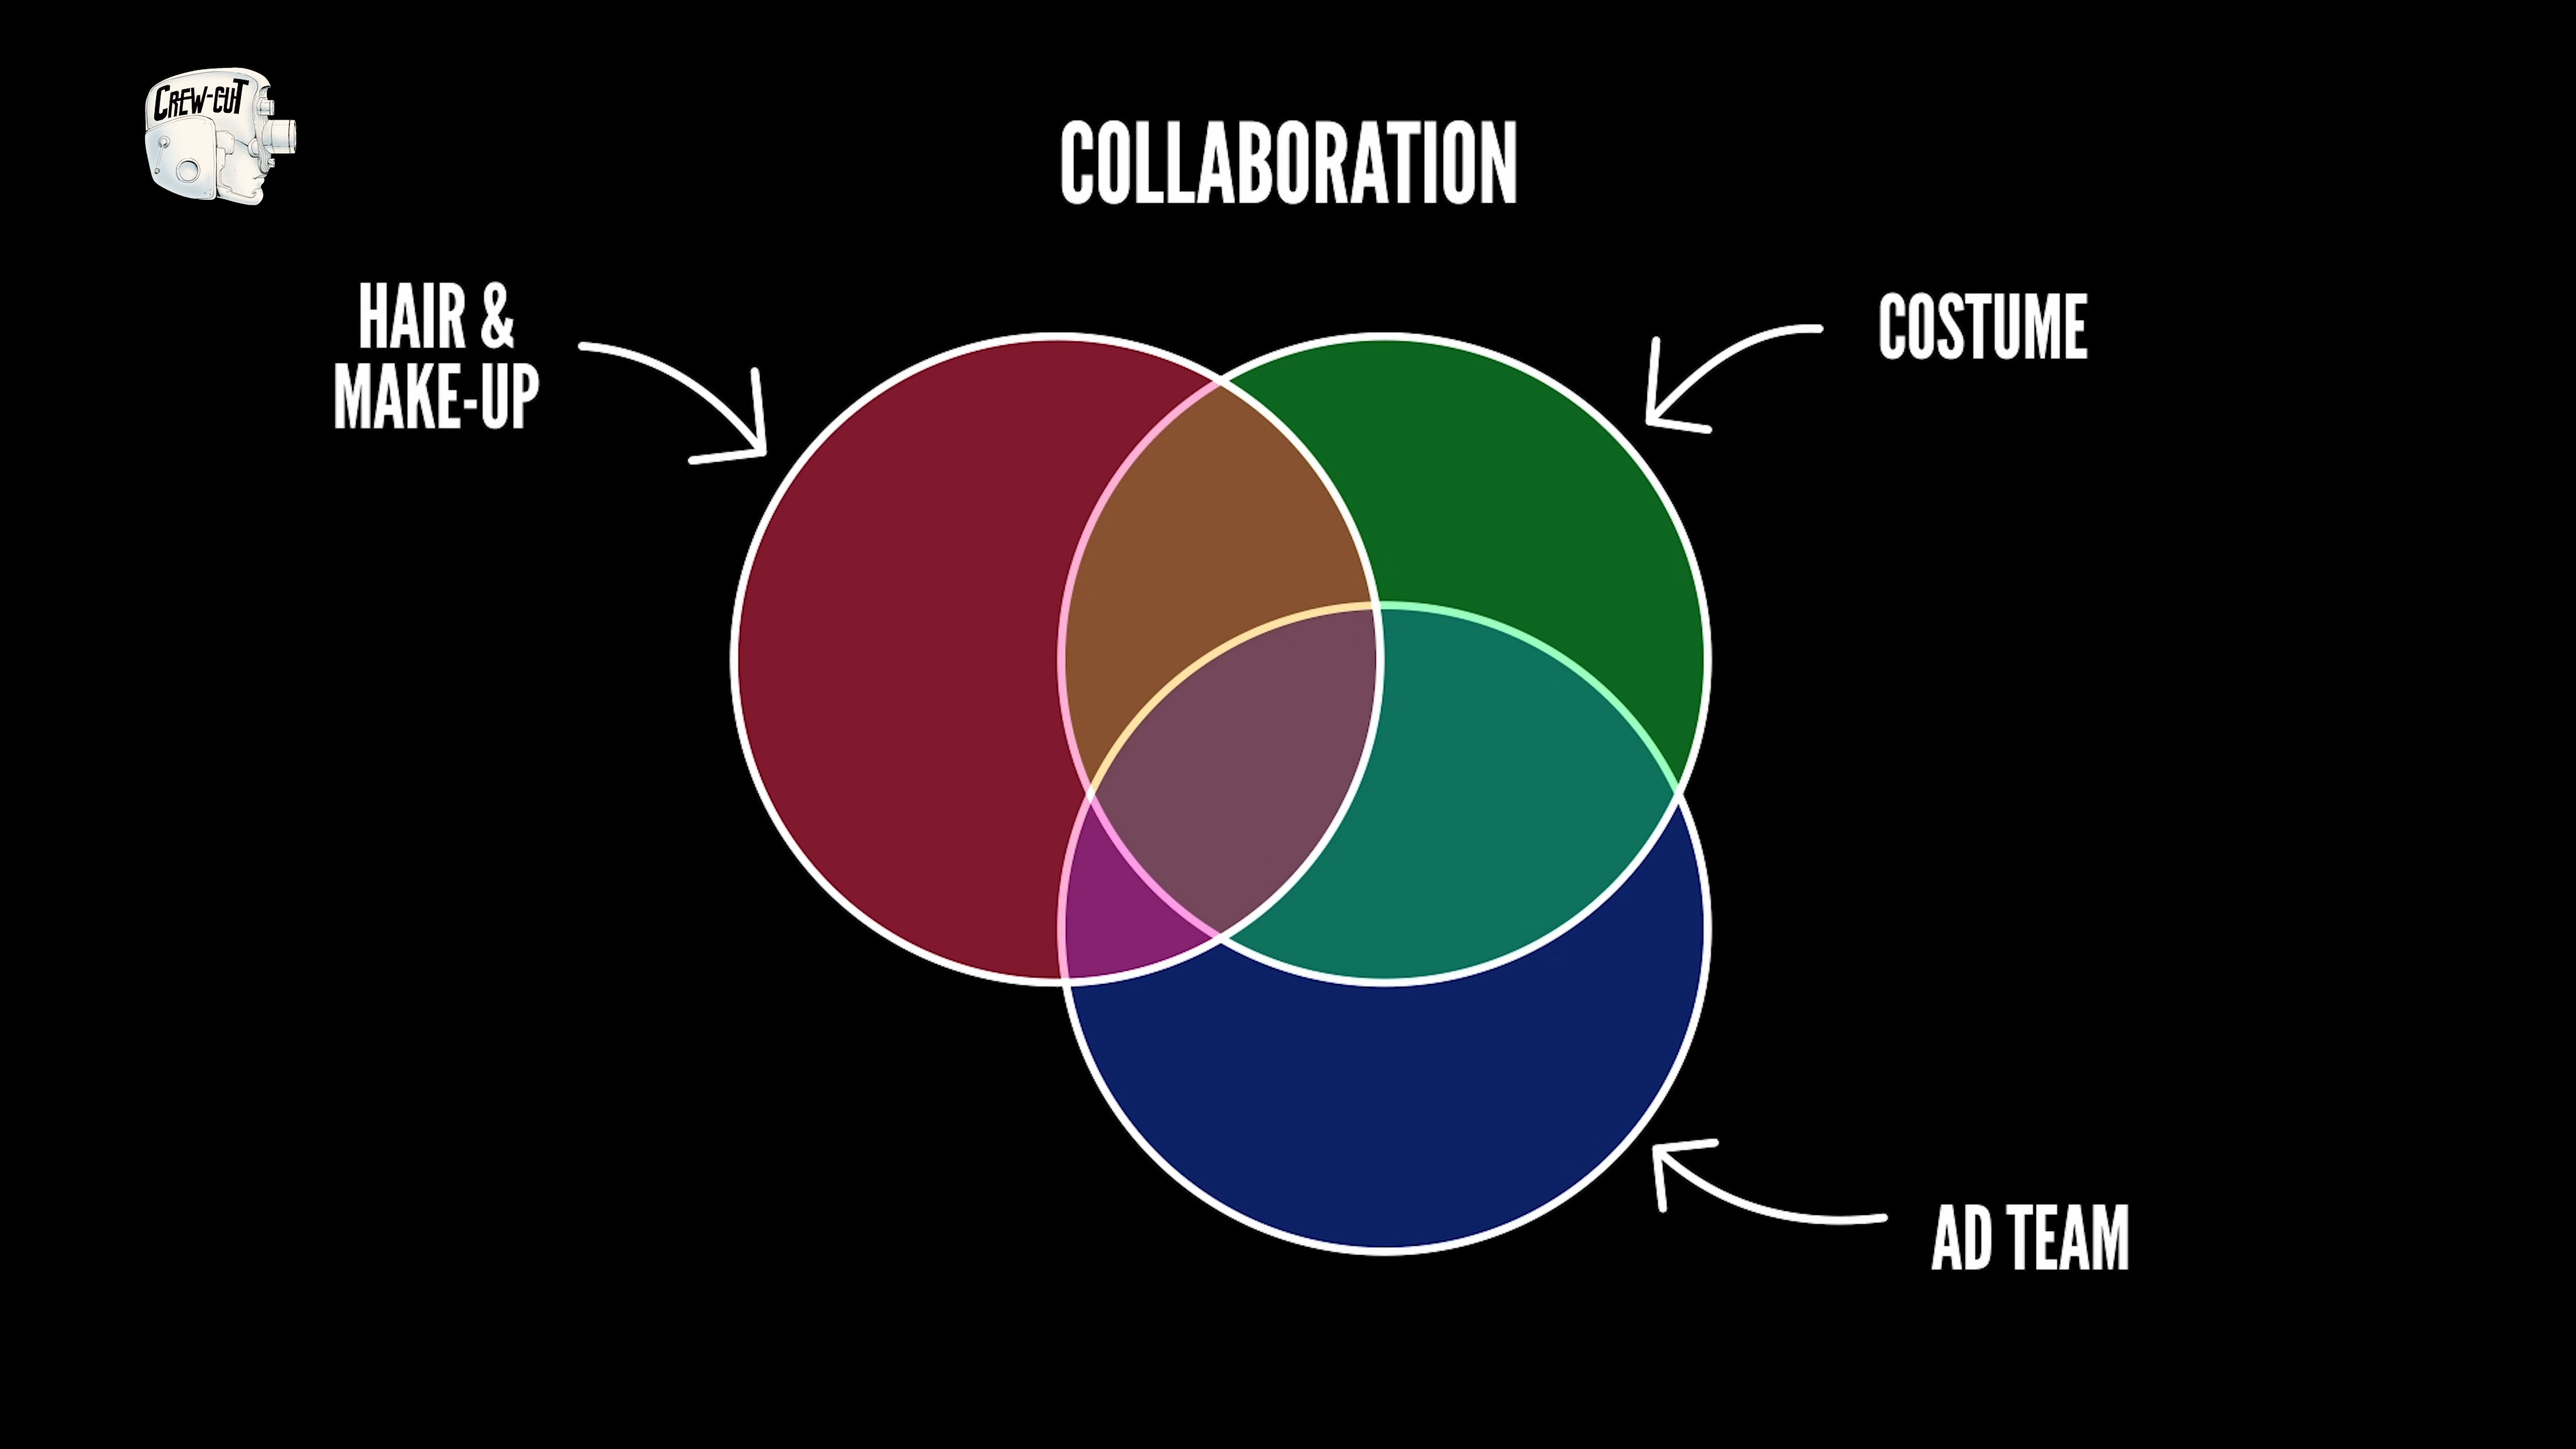 CREW-CUT
COLLABORATION
HAIR &
MAKE-UP
COSTUME
AD TEAM